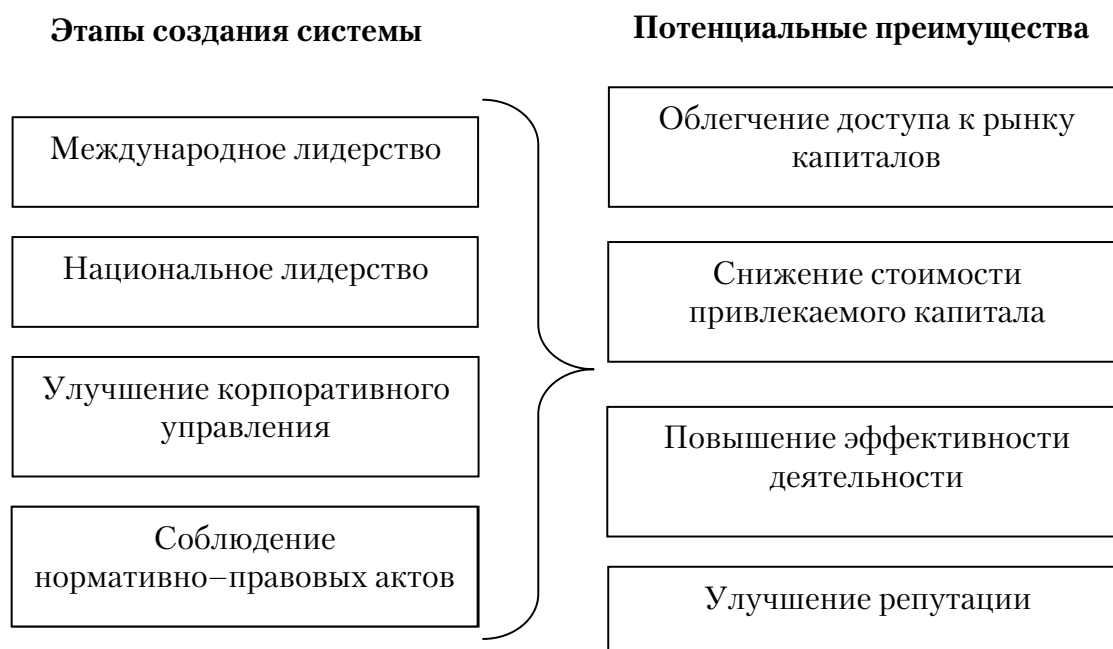 Этапы создания системы
Международное лидерство
Национальное лидерство
Улучшение корпоративного
управления
Соблюдение
нормативно–правовых актов
Потенциальные преимущества
Облегчение доступа к рынку
капиталов
Снижение стоимости
привлекаемого капитала
Повышение эффективности
деятельности
Улучшение репутации